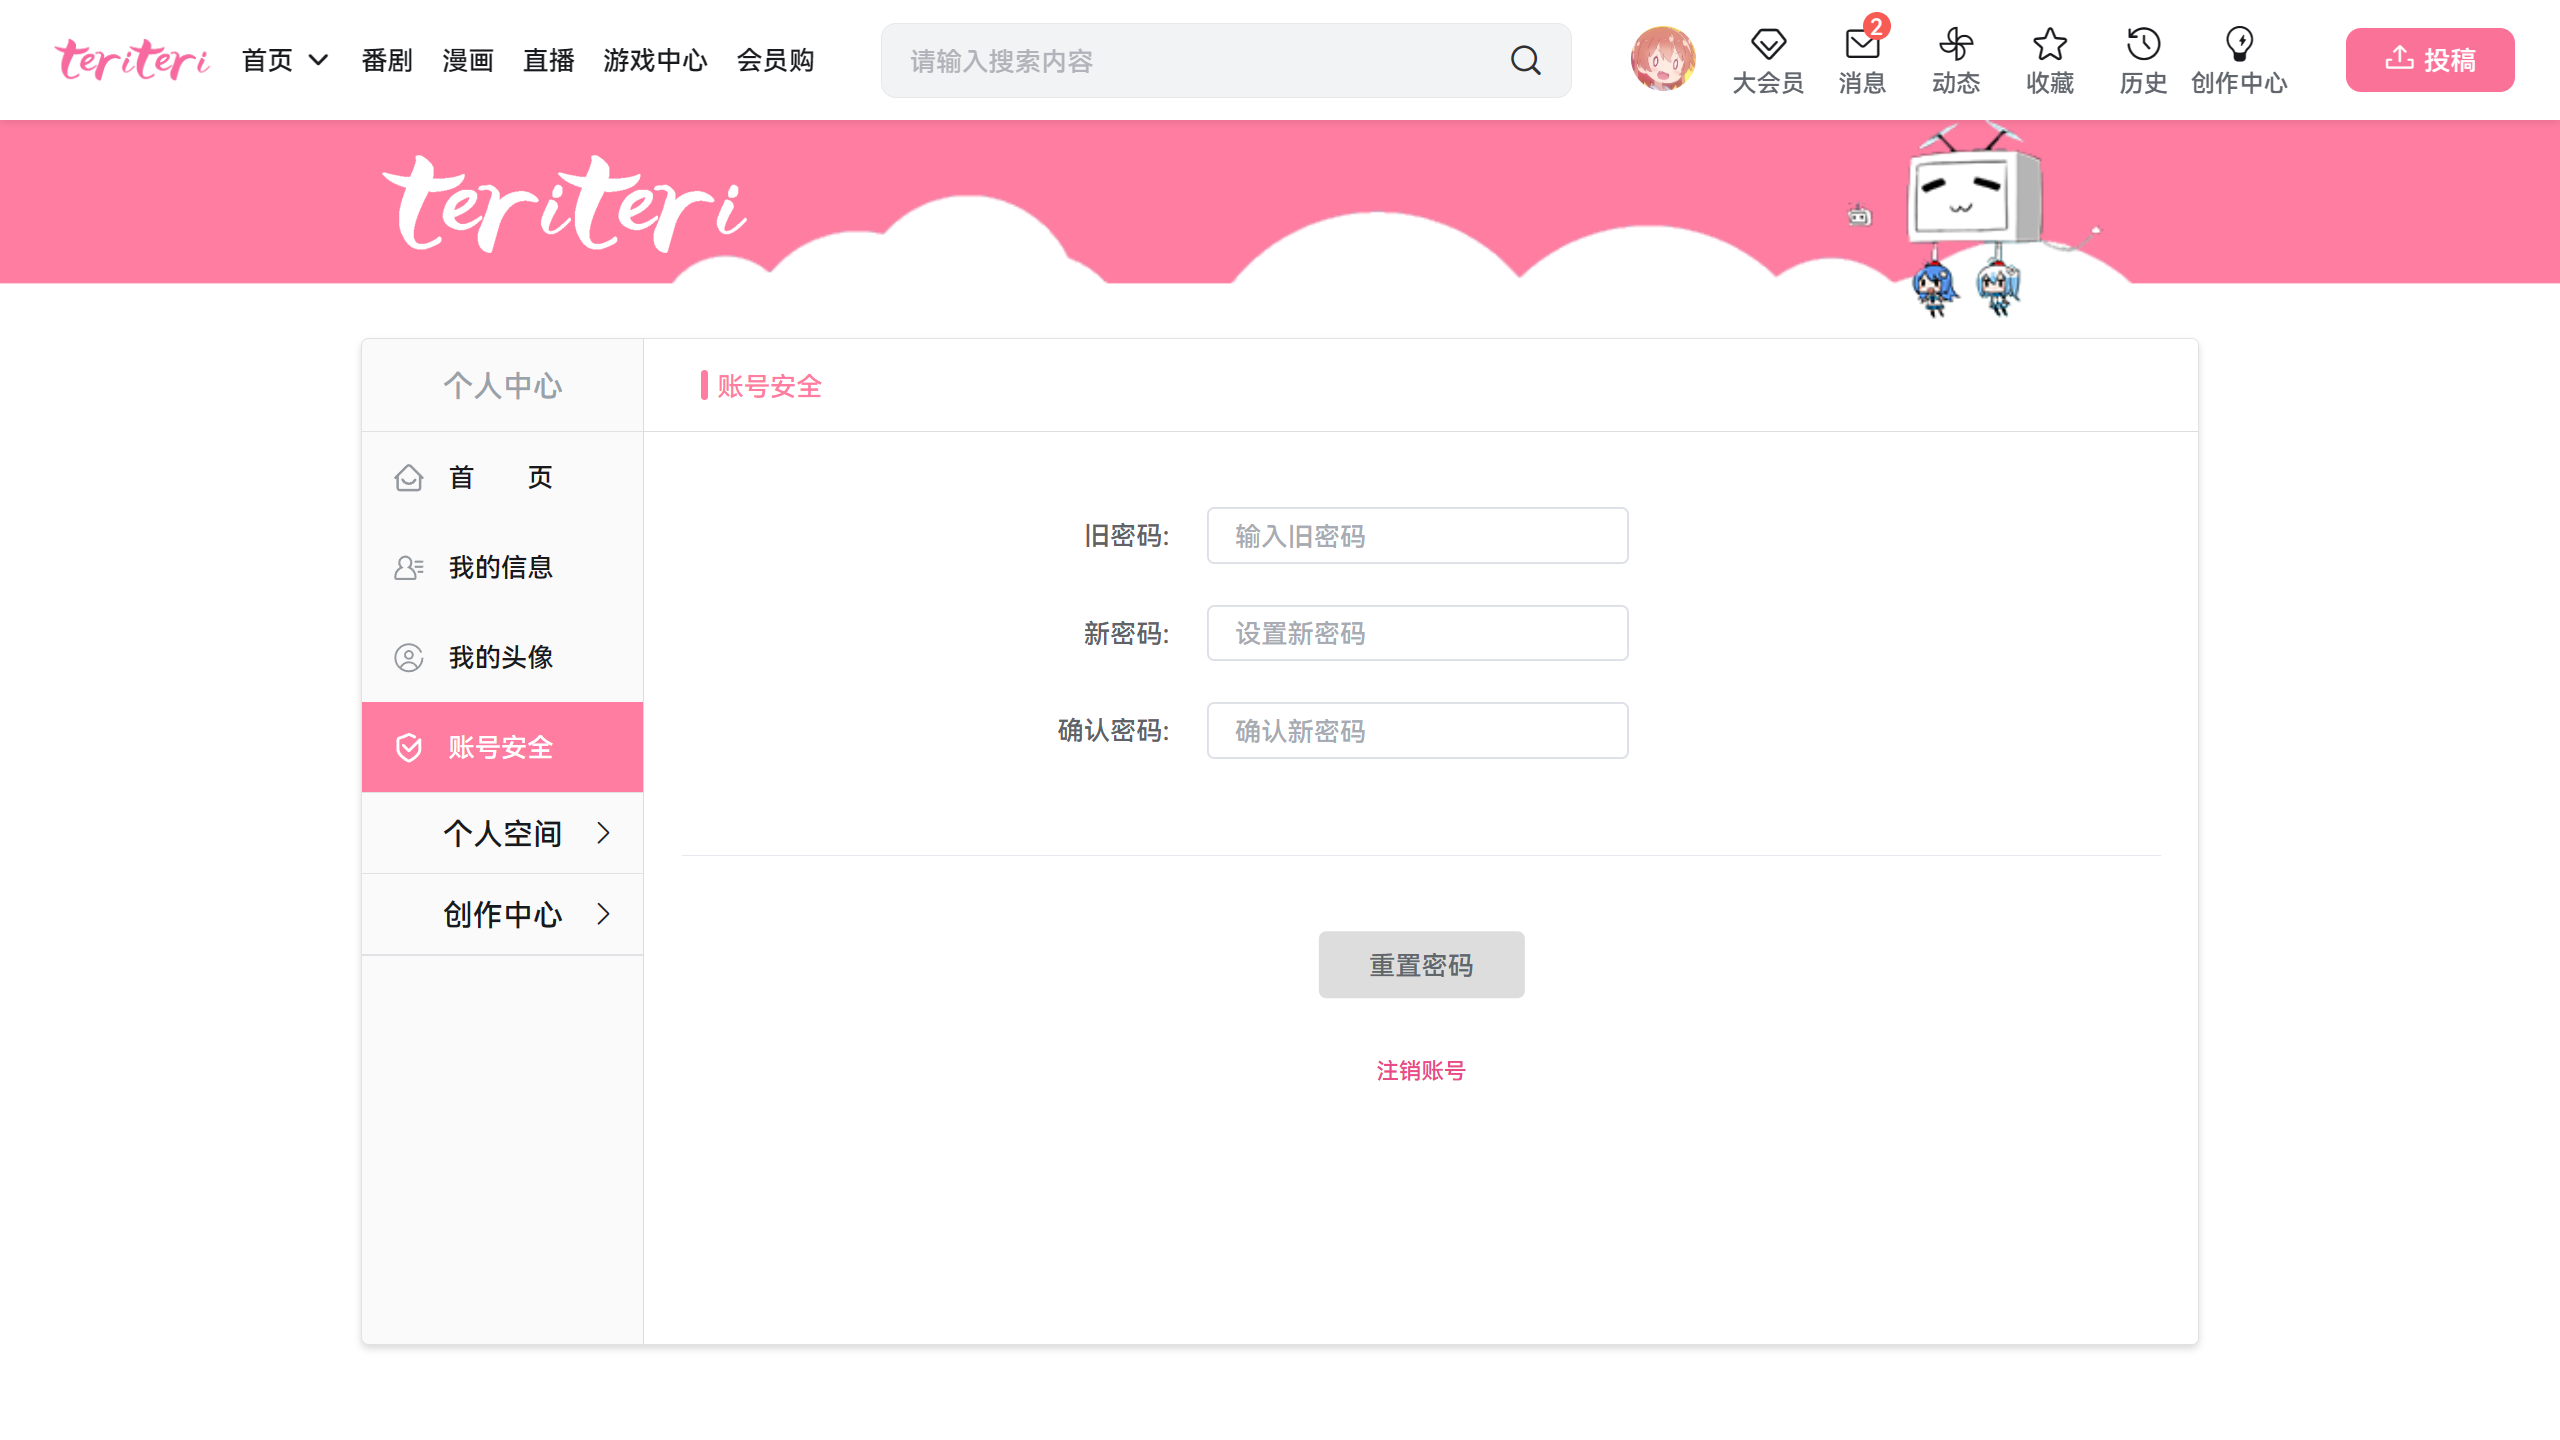 teriteri 首页 番剧 漫画 直播 游戏中心 会员购 请输入搜索内容 大会员 消息 2 动态 收藏 历史 创作中心 投稿
teriteri
个人中心
首 页
我的信息
我的头像
账号安全
个人空间
创作中心
账号安全
旧密码: 输入旧密码
新密码: 设置新密码
确认密码: 确认新密码
重置密码
注销账号